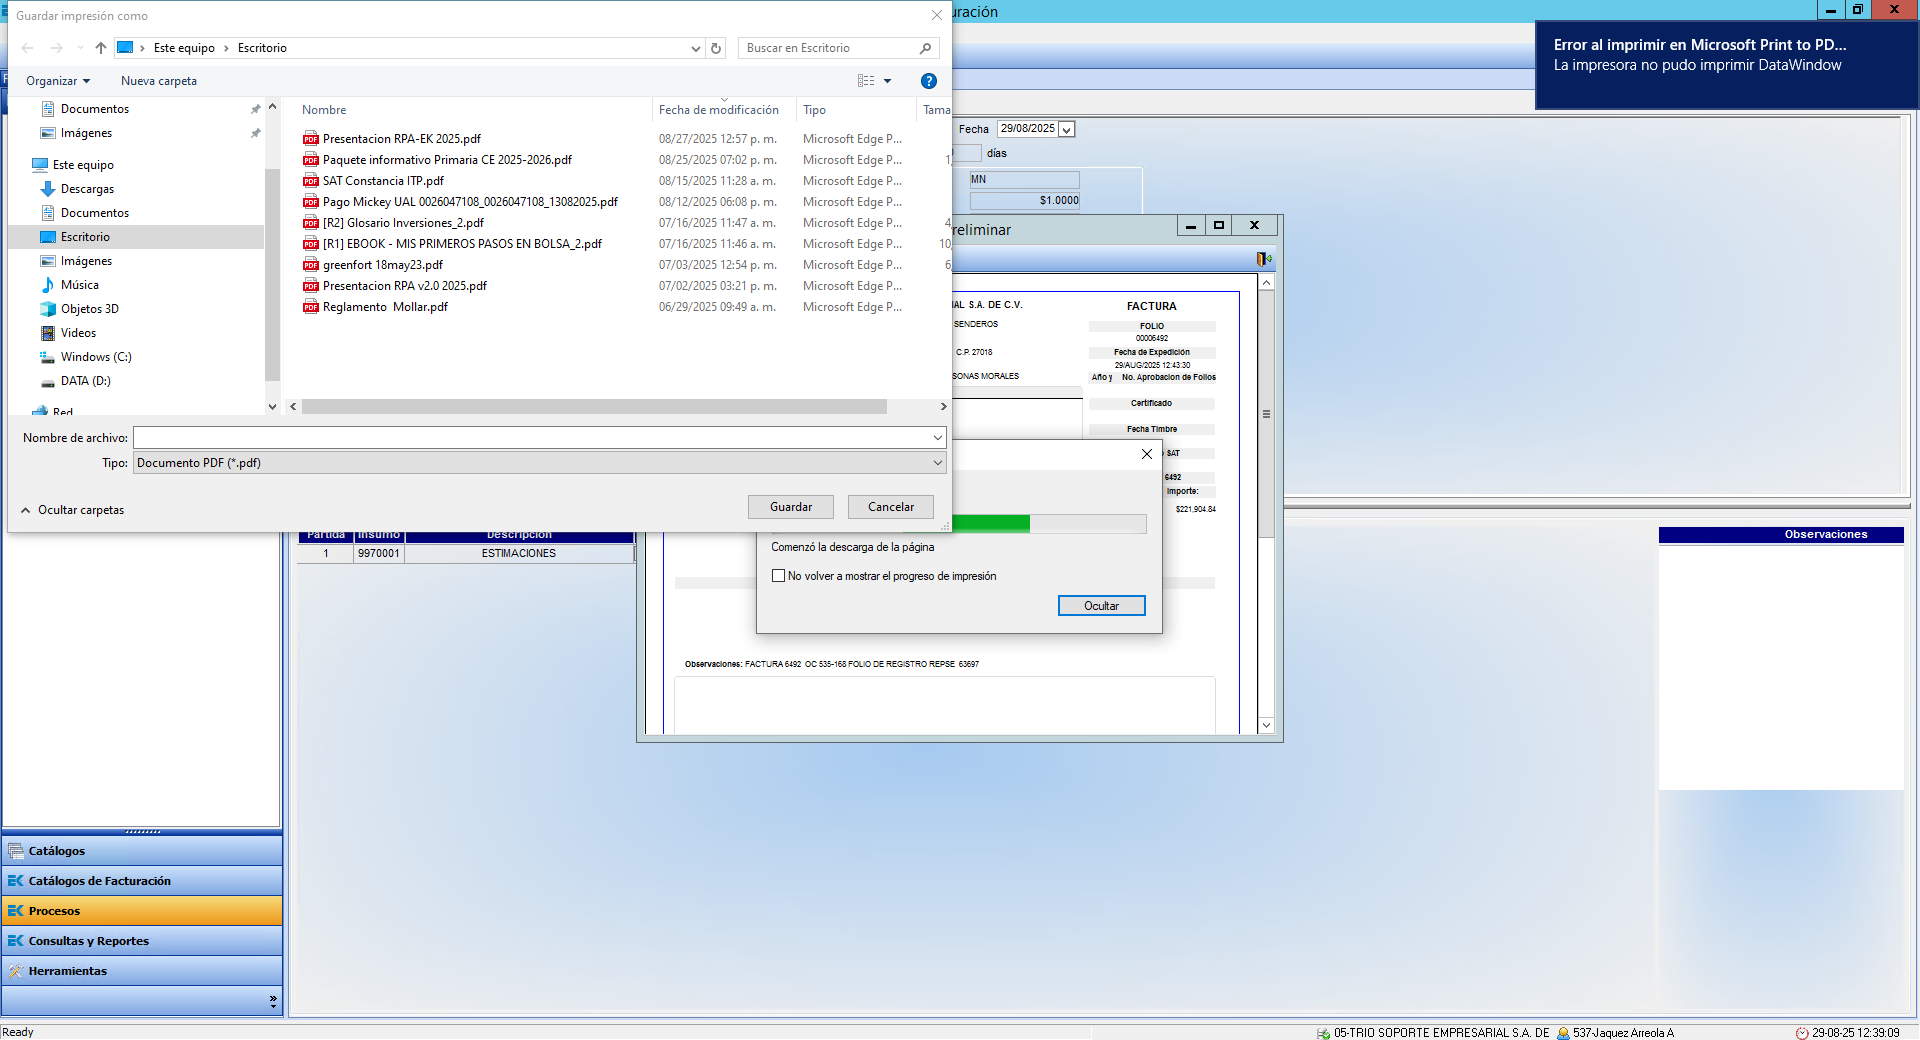 Guardar impresión como
Este equipo
Escritorio
Buscar en Escritorio
Organizar
Nueva carpeta
Documentos
Imágenes
Este equipo
Descargas
Documentos
Escritorio
Imágenes
Música
Objetos 3D
Videos
Windows (C:)
DATA (D:)
Red
Nombre Fecha de modificación Tipo Tama
Presentacion RPA-EK 2025.pdf 08/27/2025 12:57 p. m. Microsoft Edge P...
Paquete informativo Primaria CE 2025-2026.pdf 08/25/2025 07:02 p. m. Microsoft Edge P... 1
SAT Constancia ITP.pdf 08/15/2025 11:28 a. m. Microsoft Edge P...
Pago Mickey UAL 0026047108_0026047108_13082025.pdf 08/12/2025 06:08 p. m. Microsoft Edge P...
[R2] Glosario Inversiones_2.pdf 07/16/2025 11:47 a. m. Microsoft Edge P... 4
[R1] EBOOK - MIS PRIMEROS PASOS EN BOLSA_2.pdf 07/16/2025 11:46 a. m. Microsoft Edge P... 10
greenfort 18may23.pdf 07/03/2025 12:54 p. m. Microsoft Edge P... 6
Presentacion RPA v2.0 2025.pdf 07/02/2025 03:21 p. m. Microsoft Edge P...
Reglamento Mollar.pdf 06/29/2025 09:49 a. m. Microsoft Edge P...
Nombre de archivo:
Tipo: Documento PDF (*.pdf)
Ocultar carpetas
Guardar
Cancelar
uración
Error al imprimir en Microsoft Print to PD...
La impresora no pudo imprimir DataWindow
Fecha 29/08/2025
días
MN
$1.0000
reliminar
AL S.A. DE C.V.
SENDEROS
C.P. 27018
SONAS MORALES
FACTURA
FOLIO
00006492
Fecha de Expedición
29/AUG/2025 12:43:30
Año y No. Aprobacion de Folios
Certificado
Fecha Timbre
SAT
6492
Importe:
$221,904.84
Comenzó la descarga de la página
No volver a mostrar el progreso de impresión
Ocultar
Observaciones: FACTURA 6492 OC 535-168 FOLIO DE REGISTRO REPSE 63697
Partida Insumo Descripción
1 9970001 ESTIMACIONES
Observaciones
Catálogos
EK Catálogos de Facturación
EK Procesos
EK Consultas y Reportes
Herramientas
Ready
05-TRIO SOPORTE EMPRESARIAL S.A. DE
537-Jaquez Arreola A
29-08-25 12:39:09